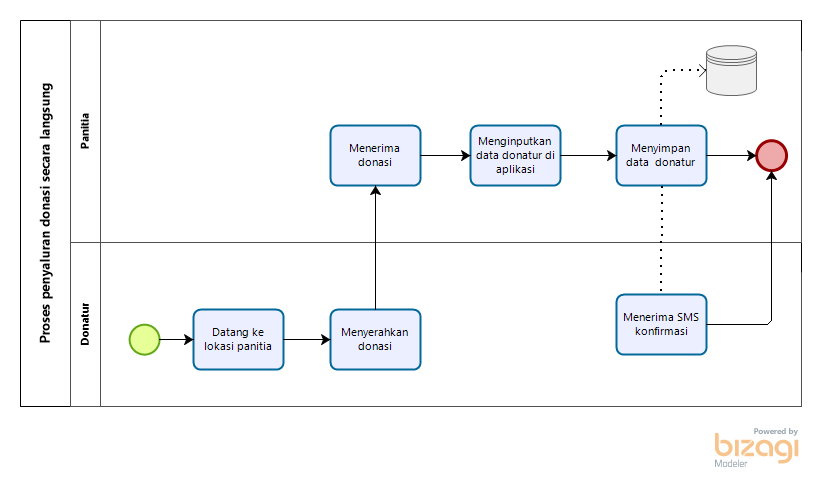 Proses penyaluran donasi secara langsung
Panitia
Menerima
donasi
Menginputkan
data donatur di
aplikasi
Menyimpan
data  donatur
Donatur
Datang ke
lokasi panitia
Menyerahkan
donasi
Menerima SMS
konfirmasi
Powered by
bizagi
Modeler